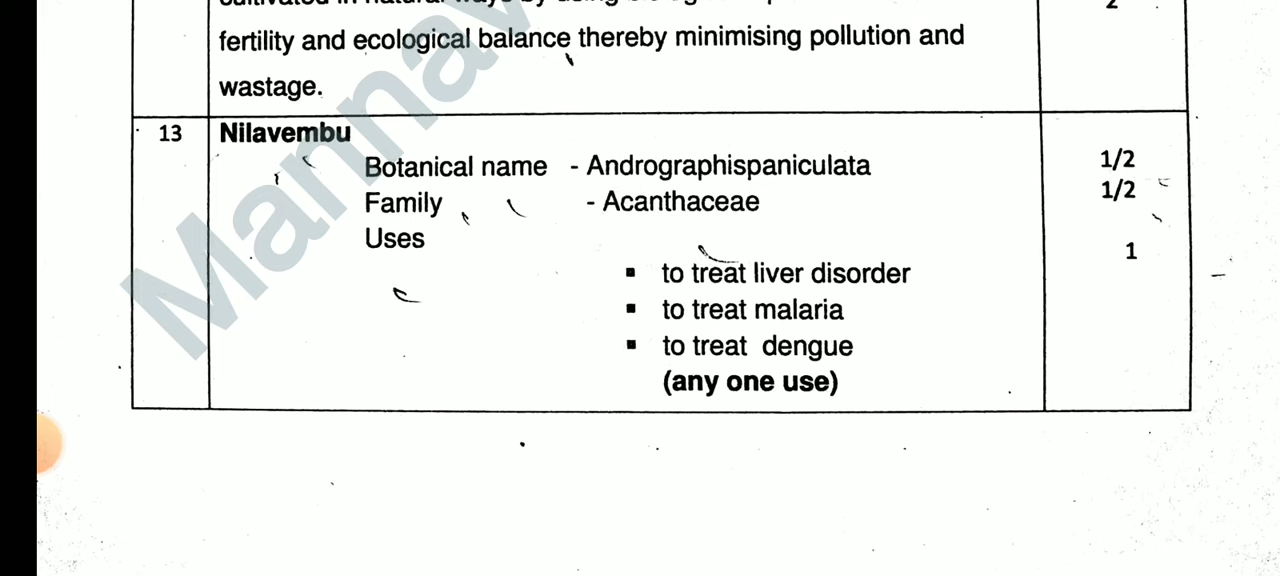 fertility and ecological balance thereby minimising pollution and
wastage.
13 Nilavembu
Botanical name - Andrographispaniculata 1/2
Family - Acanthaceae 1/2
Uses 1
▪ to treat liver disorder
▪ to treat malaria
▪ to treat dengue
(any one use)